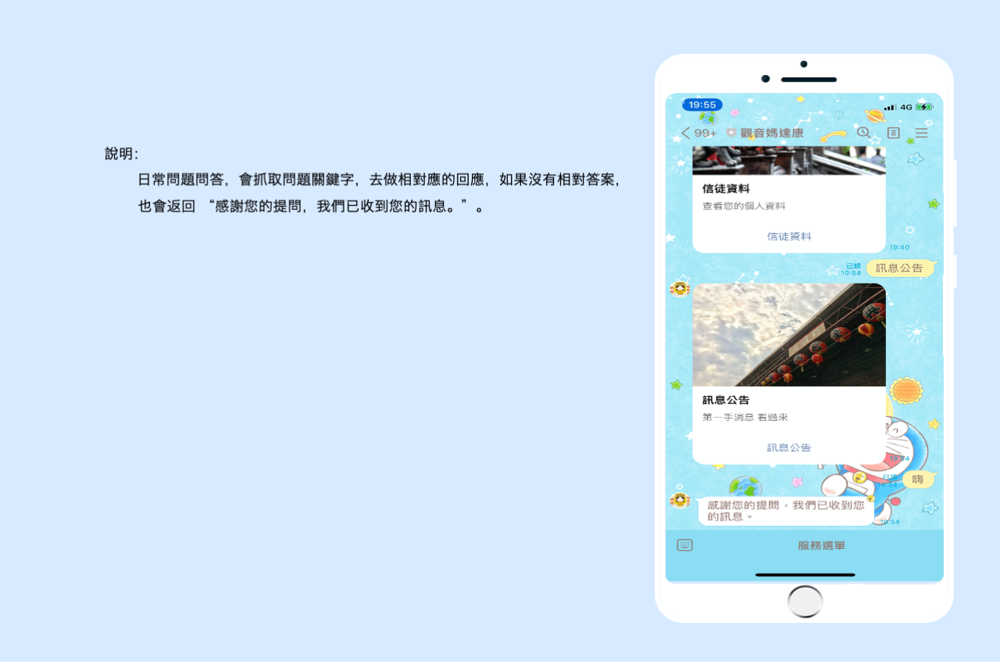 說明：
日常問題問答，會抓取問題關鍵字，去做相對應的回應，如果沒有相對答案，
也會返回 “感謝您的提問，我們已收到您的訊息。” 。
19:55
4G
99+
觀音媽達康
信徒資料
查看您的個人資料
信徒資料
19:40
已讀
19:54
訊息公告
訊息公告
第一手消息 看過來
訊息公告
19:54
已讀
19:54
嗨
感謝您的提問，我們已收到您
的訊息。
19:54
服務選單